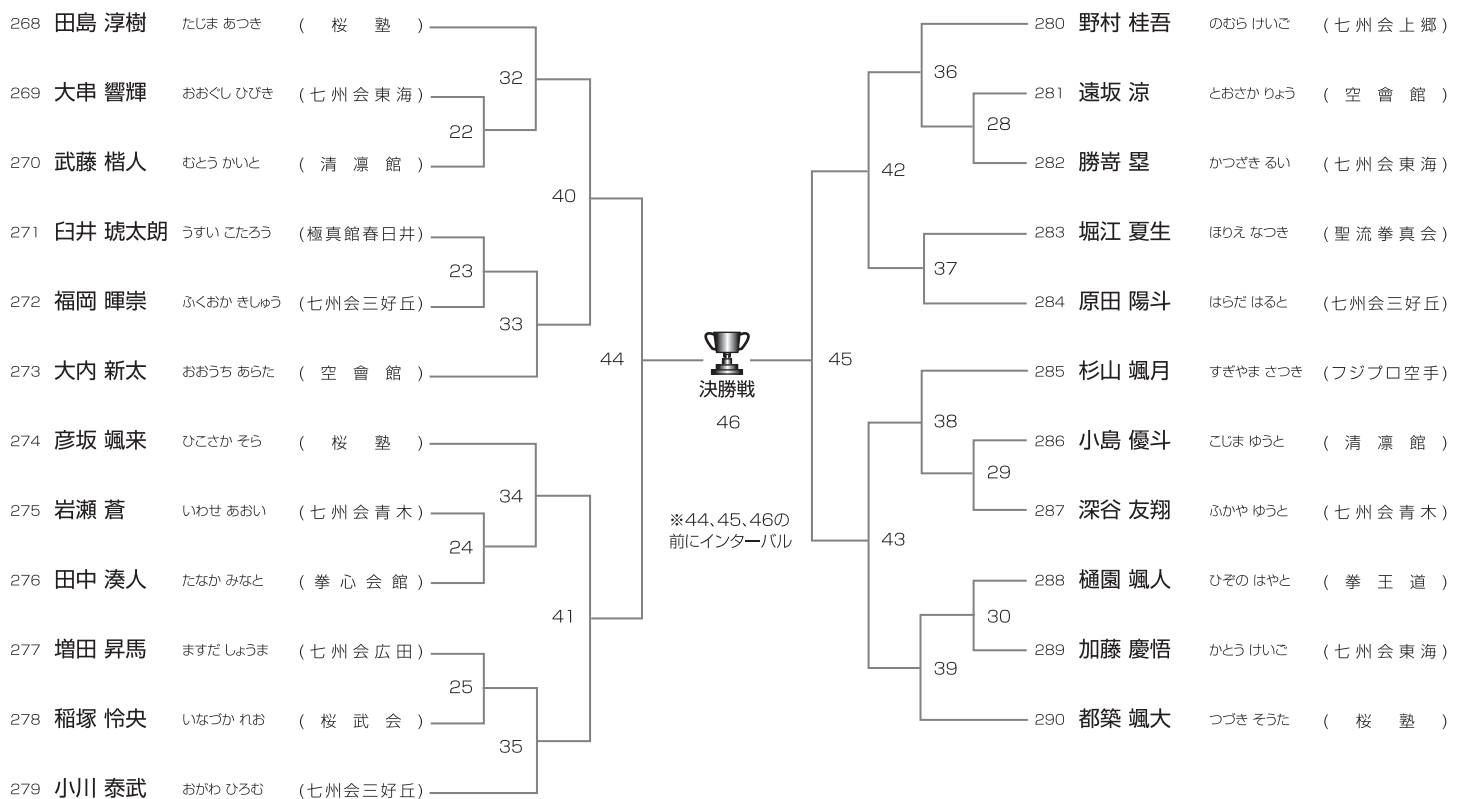 268 田島 淳樹 たじま あつき (桜塾)
269 大串 響輝 おおぐし ひびき (七州会東海)
270 武藤 楷人 むとう かいと (清凛館)
271 臼井 琥太朗 うすい こたろう (極真館春日井)
272 福岡 暉崇 ふくおか きしゅう (七州会三好丘)
273 大内 新太 おおうち あらた (空會館)
274 彦坂 颯来 ひこさか そら (桜塾)
275 岩瀬 蒼 いわせ あおい (七州会青木)
276 田中 湊人 たなか みなと (拳心会館)
277 増田 昇馬 ますだ しょうま (七州会広田)
278 稲塚 怜央 いなづか れお (桜武会)
279 小川 泰武 おがわ ひろむ (七州会三好丘)
32
22
40
23
33
44
34
24
41
25
35
決勝戦
46
※44、45、46の
前にインターバル
36
28
42
37
45
38
29
43
30
39
280 野村 桂吾 のむら けいご (七州会上郷)
281 遠坂 涼 とおさか りょう (空會館)
282 勝嵜 塁 かつざき るい (七州会東海)
283 堀江 夏生 ほりえ なつき (聖流拳真会)
284 原田 陽斗 はらだ はると (七州会三好丘)
285 杉山 颯月 すぎやま さつき (フジプロ空手)
286 小島 優斗 こじま ゆうと (清凛館)
287 深谷 友翔 ふかや ゆうと (七州会青木)
288 樋園 颯人 ひぞの はやと (拳王道)
289 加藤 慶悟 かとう けいご (七州会東海)
290 都築 颯大 つづき そうた (桜塾)